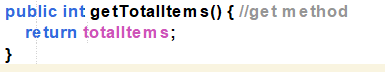 public int getTotalItems() { //get method
    return totalItems;
}